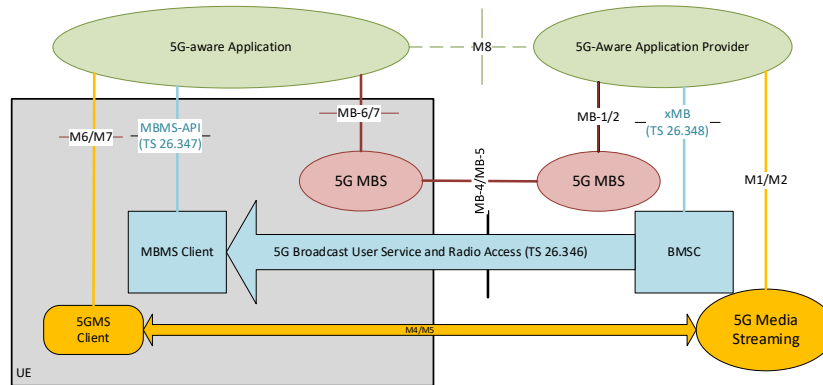 5G-aware Application
M8
5G-Aware Application Provider
M6/M7
MBMS-API
(TS 26.347)
MB-6/7
MB-1/2
xMB
(TS 26.348)
M1/M2
5G MBS
MB-4/MB-5
5G MBS
MBMS Client
5G Broadcast User Service and Radio Access (TS 26.346)
BMSC
5GMS
Client
M4/M5
5G Media
Streaming
UE